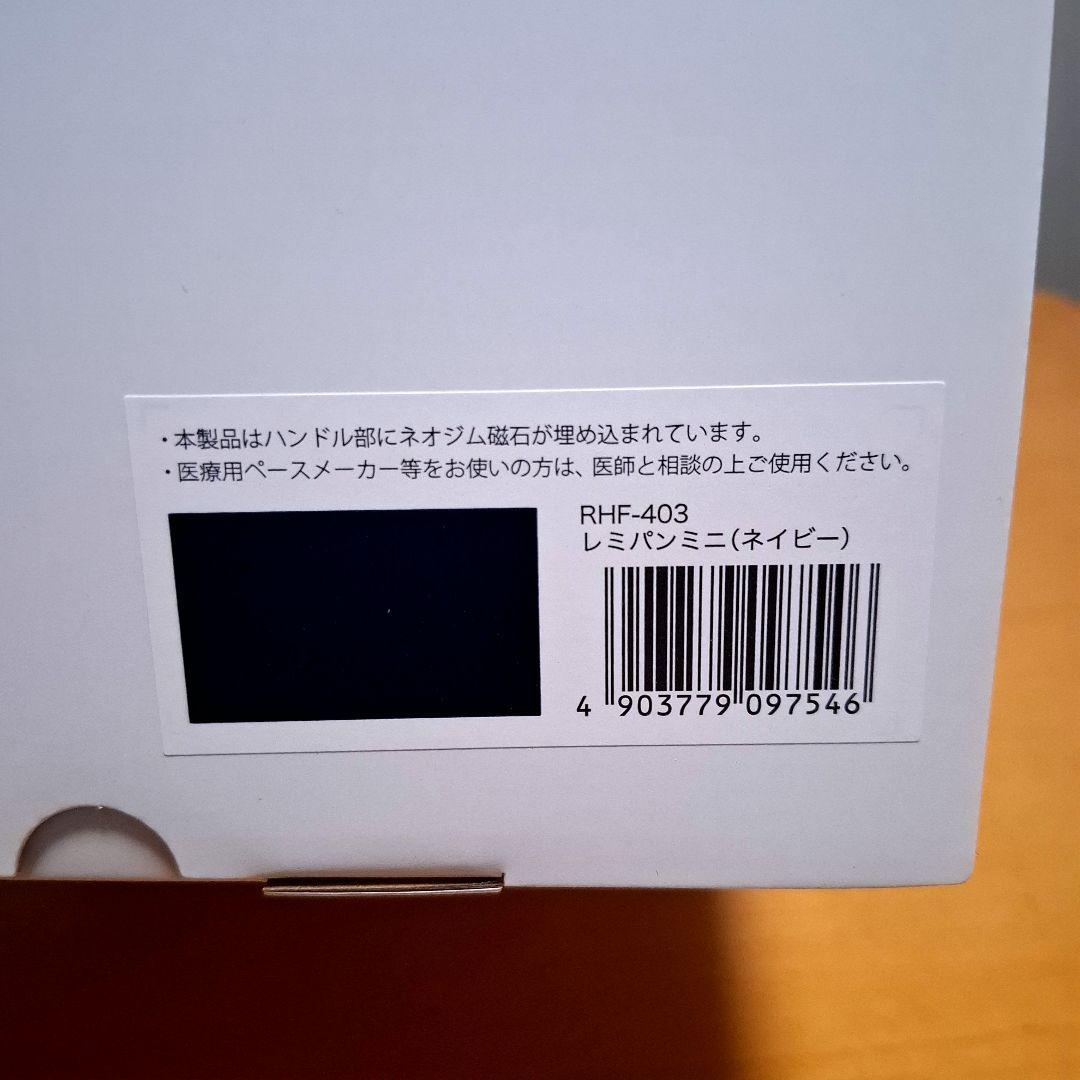 ・本製品はハンドル部にネオジム磁石が埋め込まれています。
・医療用ペースメーカー等をお使いの方は、医師と相談の上ご使用ください。
RHF-403
レミパンミニ(ネイビー)
4 903779 097546